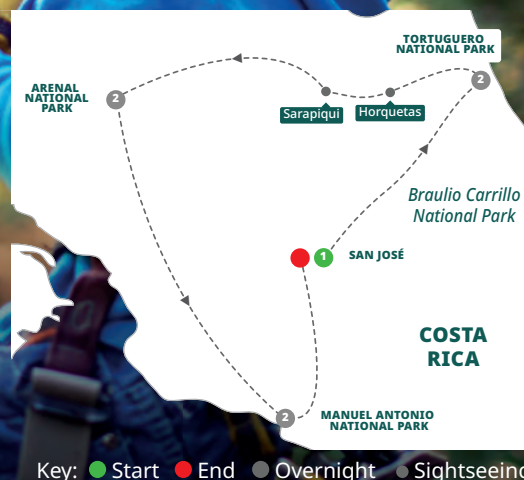 TORTUGUERO
NATIONAL PARK
2
ARENAL
NATIONAL
PARK
2
Sarapiqui
Horquetas
Braulio Carrillo
National Park
1
SAN JOSÉ
COSTA
RICA
2
MANUEL ANTONIO
NATIONAL PARK
Key: Start End Overnight Sightseeing